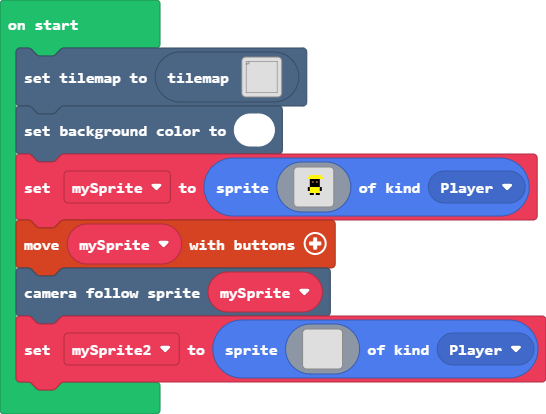 on start
set tilemap to tilemap
set background color to
set mySprite to sprite of kind Player
move mySprite with buttons
camera follow sprite mySprite
set mySprite2 to sprite of kind Player